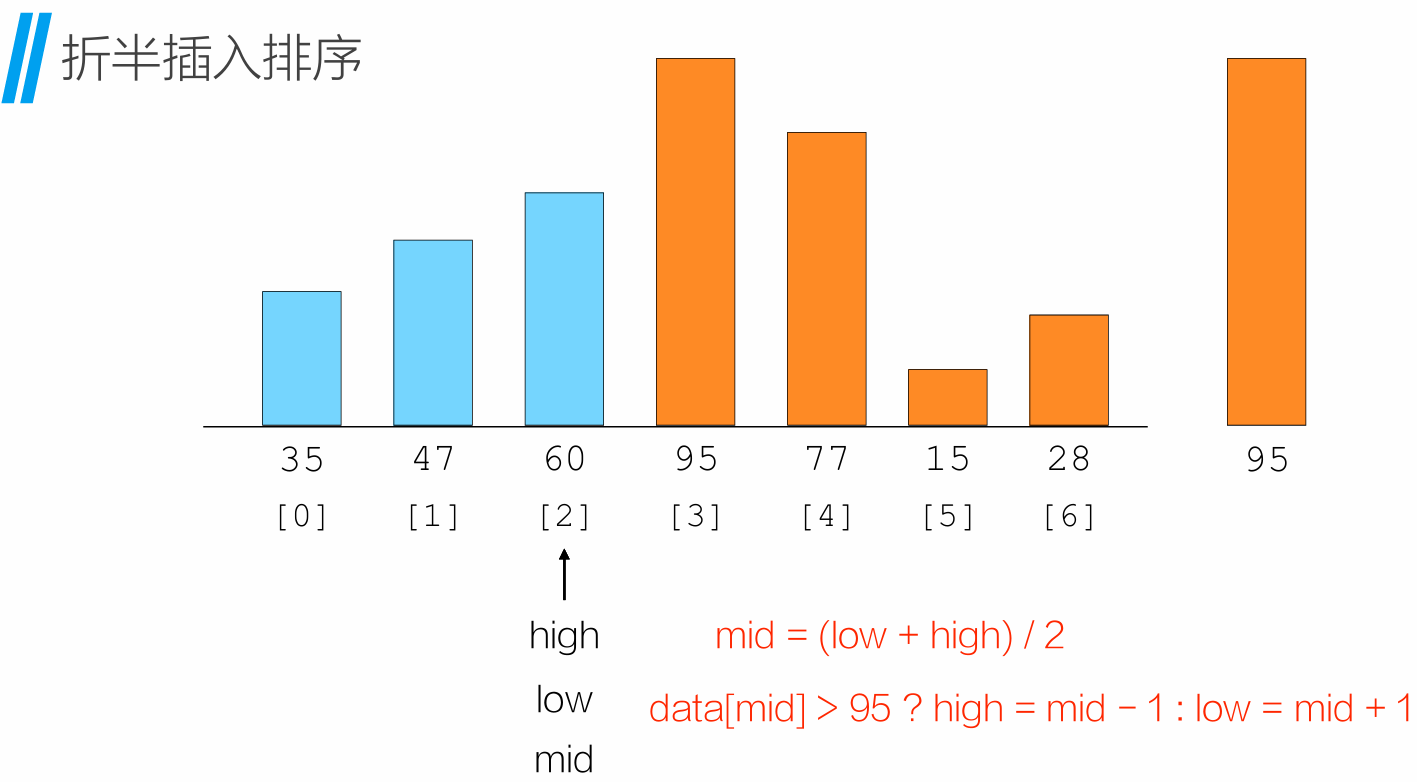 折半插入排序
35 47 60 95 77 15 28 95
[0] [1] [2] [3] [4] [5] [6]
high mid = (low + high) / 2
low data[mid] > 95 ? high = mid - 1 : low = mid + 1
mid